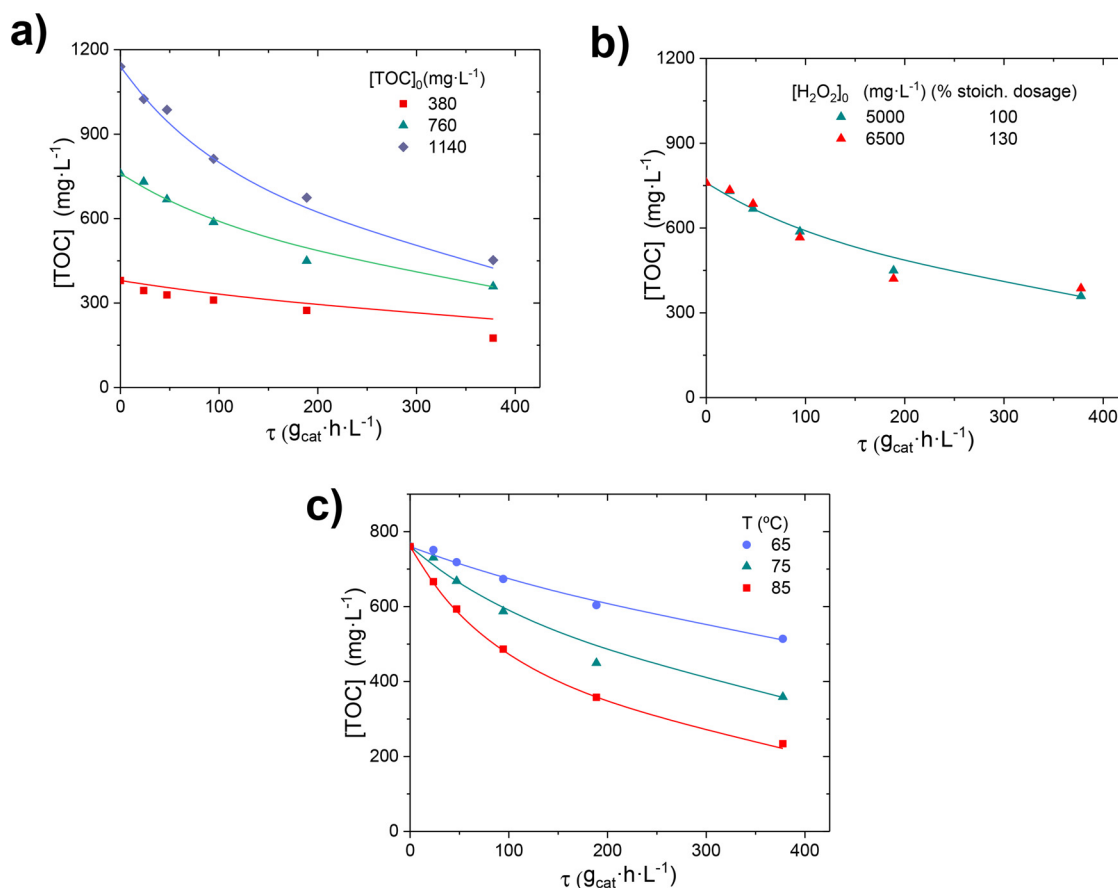 a)
[TOC]₀(mg·L⁻¹)
380
760
1140
1200
900
600
300
0
[TOC] (mg·L⁻¹)
0 100 200 300 400
τ (g_cat·h·L⁻¹)
b)
[H₂O₂]₀ (mg·L⁻¹) (% stoich. dosage)
5000 100
6500 130
1200
900
600
300
0
[TOC] (mg·L⁻¹)
0 100 200 300 400
τ (g_cat·h·L⁻¹)
c)
T (ºC)
65
75
85
800
600
400
200
0
[TOC] (mg·L⁻¹)
0 100 200 300 400
τ (g_cat·h·L⁻¹)